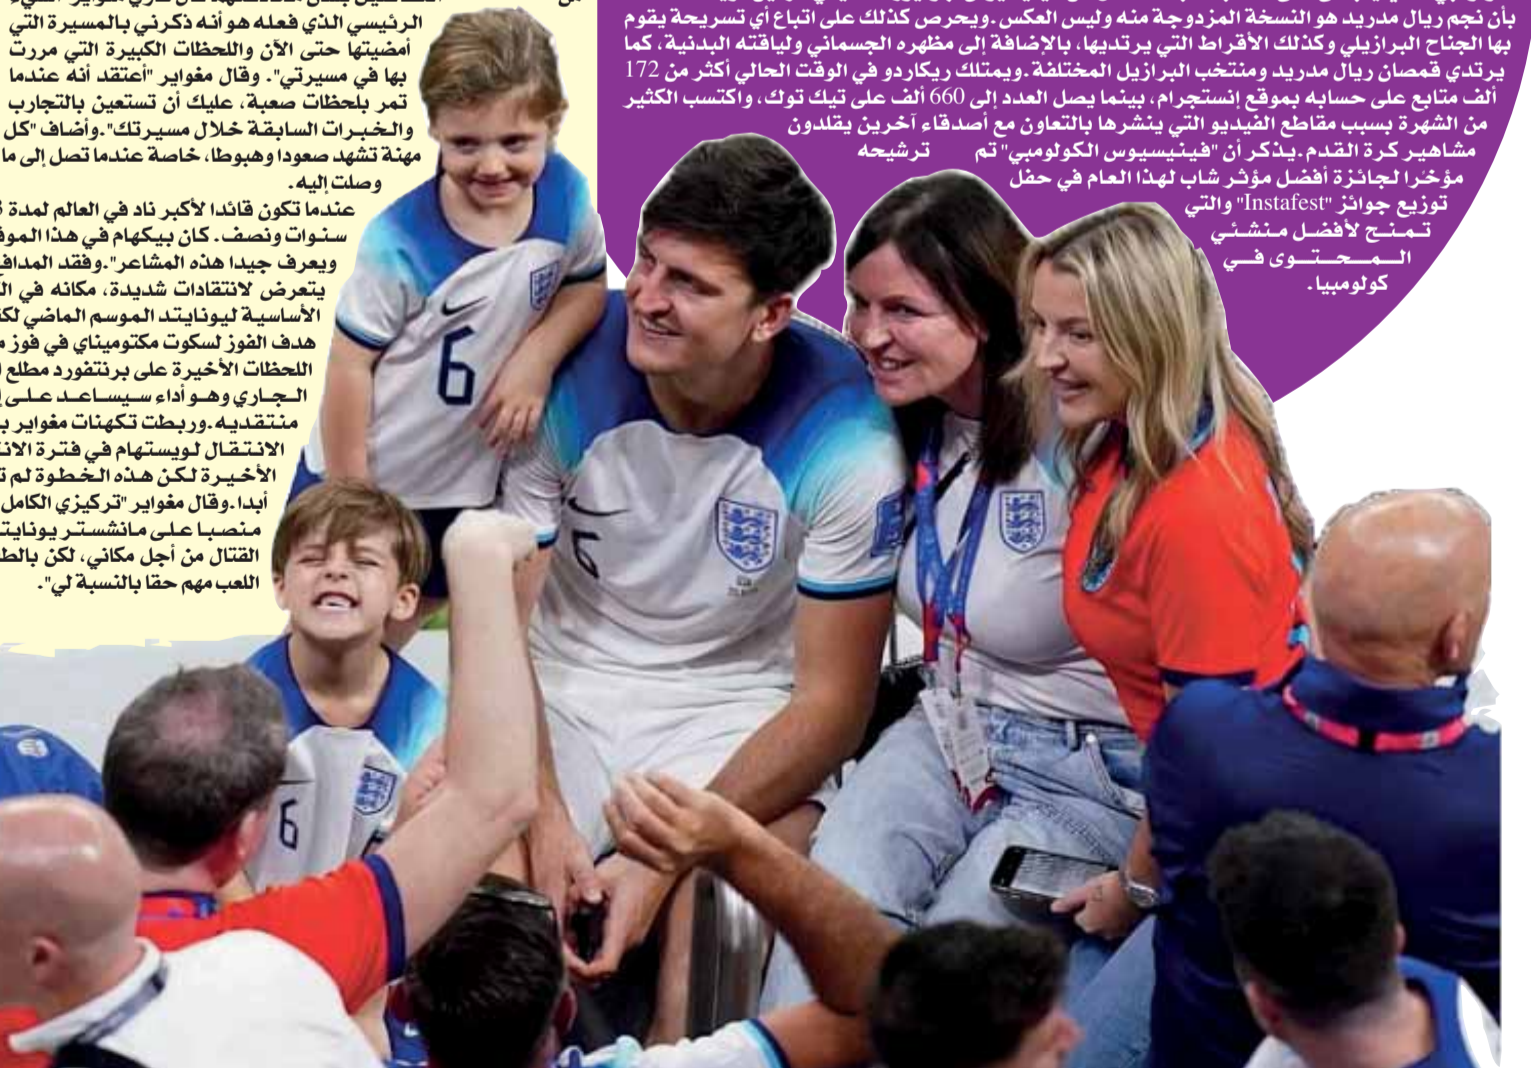 بأن نجم ريال مدريد هو النسخة المزدوجة منه وليس العكس.ويحرص كذلك على اتباع أي تسريحة يقوم
بها الجناح البرازيلي وكذلك الأقراط التي يرتديها، بالإضافة إلى مظهره الجسماني ولياقته البدنية، كما
يرتدي قمصان ريال مدريد ومنتخب البرازيل المختلفة.ويمتلك ريكاردو في الوقت الحالي أكثر من 172
ألف متابع على حسابه بموقع إنستجرام، بينما يصل العدد إلى 660 ألف على تيك توك، واكتسب الكثير
من الشهرة بسبب مقاطع الفيديو التي ينشرها بالتعاون مع أصدقاء آخرين يقلدون
مشاهير كرة القدم.يذكر أن "فينيسيوس الكولومبي" تم ترشيحه
مؤخرا لجائزة أفضل مؤثر شاب لهذا العام في حفل
توزيع جوائز "Instafest" والتي
تمنح لأفضل منشئي
المحتوى في
كولومبيا.
من
الرئيسي الذي فعله هو أنه ذكرني بالمسيرة التي
أمضيتها حتى الآن واللحظات الكبيرة التي مررت
بها في مسيرتي". وقال مغواير "أعتقد أنه عندما
تمر بلحظات صعبة، عليك أن تستعين بالتجارب
والخبرات السابقة خلال مسيرتك".وأضاف "كل
مهنة تشهد صعودا وهبوطا، خاصة عندما تصل إلى ما
وصلت إليه.
عندما تكون قائدا لأكبر ناد في العالم لمدة
سنوات ونصف. كان بيكهام في هذا
ويعرف جيدا هذه المشاعر".وفقد
يتعرض لانتقادات شديدة، مكانه في
الأساسية ليونايتد الموسم الماضي
هدف الفوز لسكوت مكتوميناي في فوز
اللحظات الأخيرة على برنتفورد مطلع
الجاري وهو أداء سيساعد على
منتقديه.وربطت تكهنات مغواير
الانتقال لويستهام في فترة
الأخيرة لكن هذه الخطوة لم
أبدا.وقال مغواير "تركيزي الكامل
منصبا على مانشستر
القتال من أجل مكاني، لكن
اللعب مهم حقا بالنسبة لي".
6
6
6